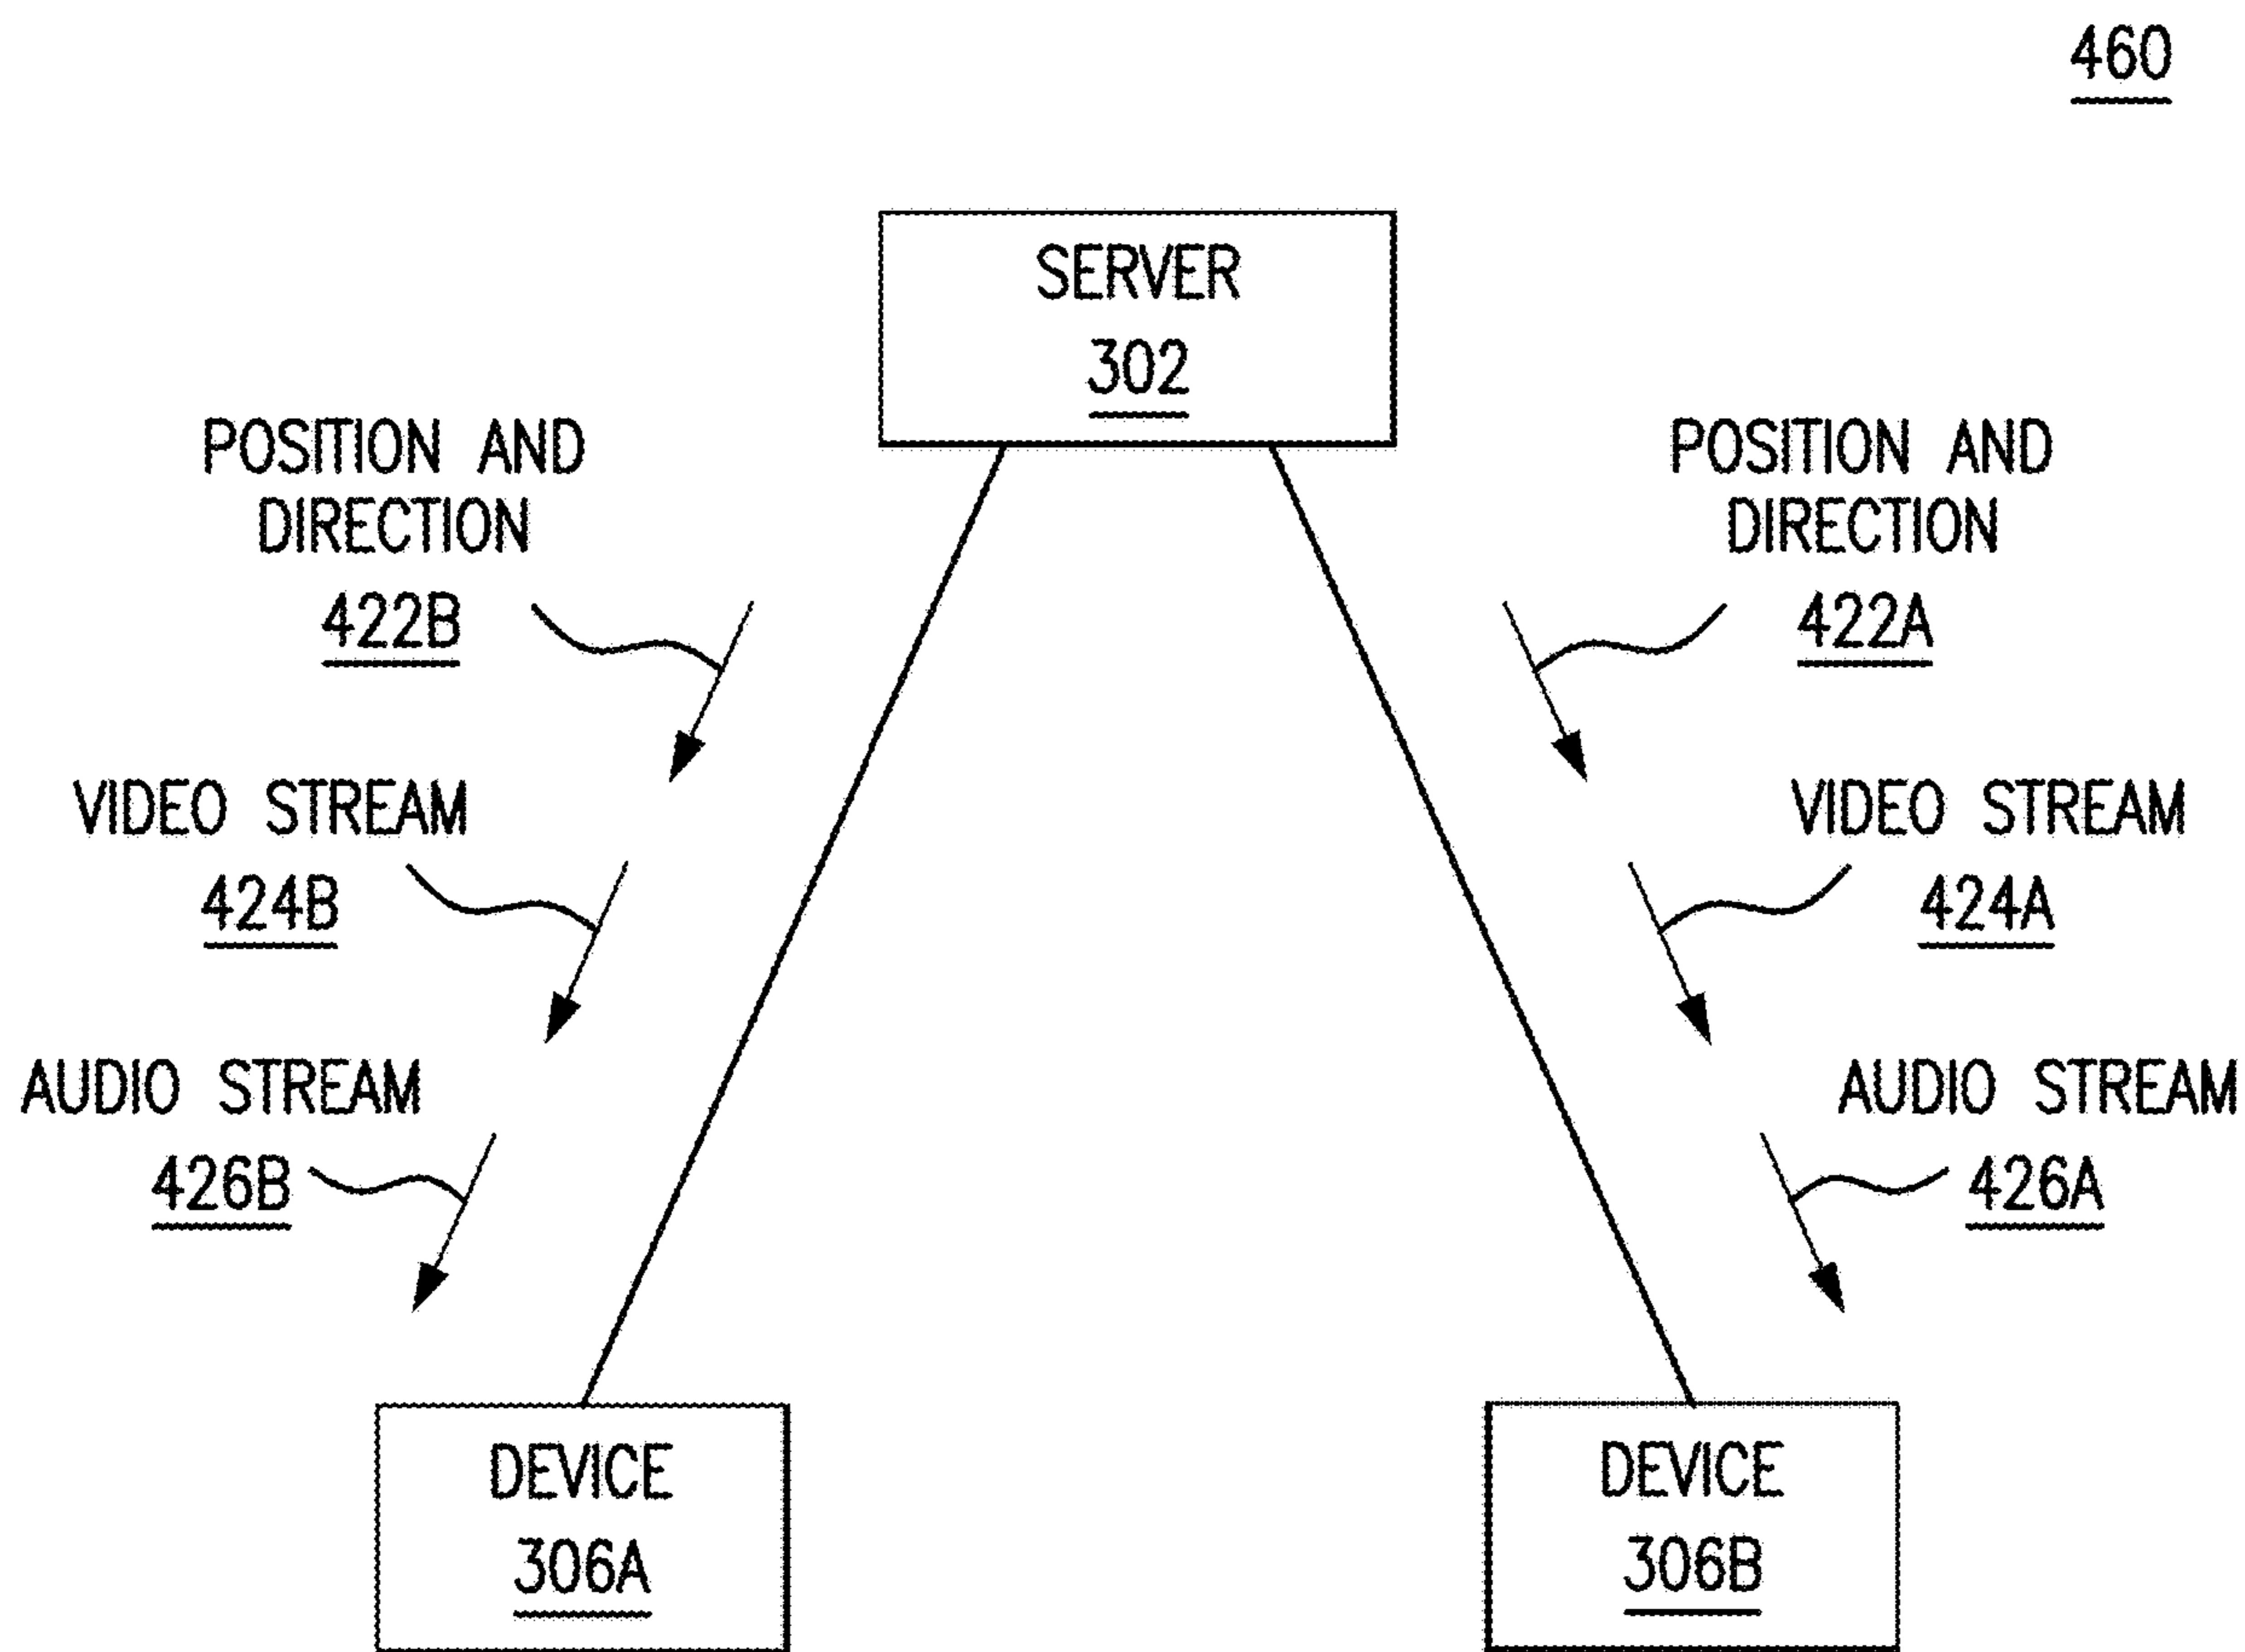 460
SERVER
302
POSITION AND
DIRECTION
422B
POSITION AND
DIRECTION
422A
VIDEO STREAM
424B
VIDEO STREAM
424A
AUDIO STREAM
426B
AUDIO STREAM
426A
DEVICE
306A
DEVICE
306B